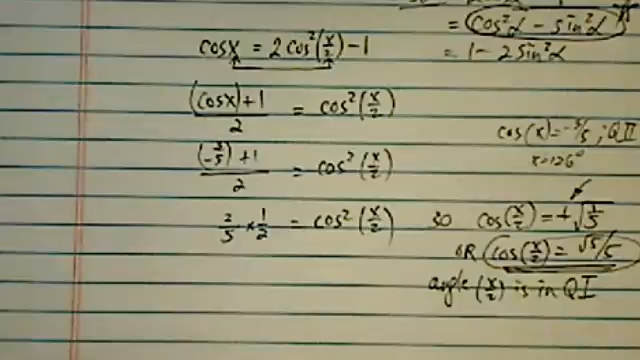 = cos²α − sin²α
cosx = 2cos²(x/2) − 1
= 1 − 2sin²α
(cosx) + 1 / 2 = cos²(x/2)
cos(x) = −3/5 ; QII
x = 126°
(−3/5) + 1 / 2 = cos²(x/2)
2/5 × 1/2 = cos²(x/2) so cos(x/2) = +√(1/5)
OR cos(x/2) = √5/5
angle (x/2) is in QI